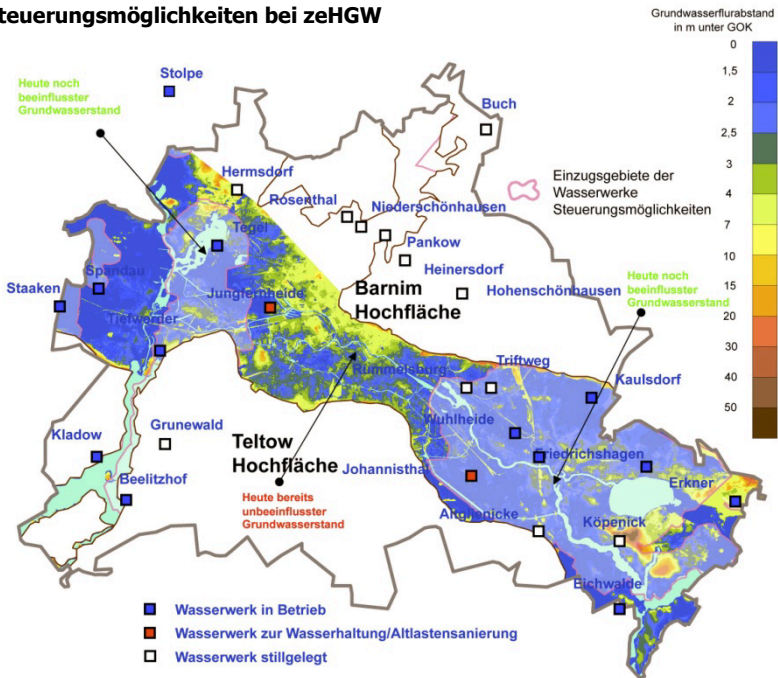 teuerungsmöglichkeiten bei zeHGW
Grundwasserflurabstand
in m unter GOK
0
1,5
2
2,5
3
4
7
10
15
20
30
40
50
Stolpe
Heute noch
beeinflusster
Grundwasserstand
Buch
Hermsdorf
Rosenthal
Niederschönhausen
Einzugsgebiete der
Wasserwerke
Steuerungsmöglichkeiten
Tegel
Pankow
Heinersdorf
Heute noch
beeinflusster
Grundwasserstand
Spandau
Staaken
Jungfernheide
Barnim
Hochfläche
Hohenschönhausen
Tiefwerder
Rummelsburg
Triftweg
Kaulsdorf
Wuhlheide
Grunewald
Kladow
Teltow
Hochfläche
Friedrichshagen
Johannisthal
Beelitzhof
Erkner
Heute bereits
unbeeinflusster
Grundwasserstand
Altglienicke
Köpenick
Eichwalde
Wasserwerk in Betrieb
Wasserwerk zur Wasserhaltung/Altlastensanierung
Wasserwerk stillgelegt